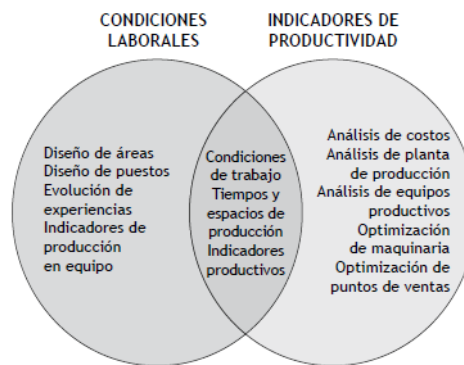 CONDICIONES
LABORALES
INDICADORES DE
PRODUCTIVIDAD
Diseño de áreas
Diseño de puestos
Evolución de
experiencias
Indicadores de
producción
en equipo
Condiciones
de trabajo
Tiempos y
espacios de
producción
Indicadores
productivos
Análisis de costos
Análisis de planta
de producción
Análisis de equipos
productivos
Optimización
de maquinaria
Optimización de
puntos de ventas